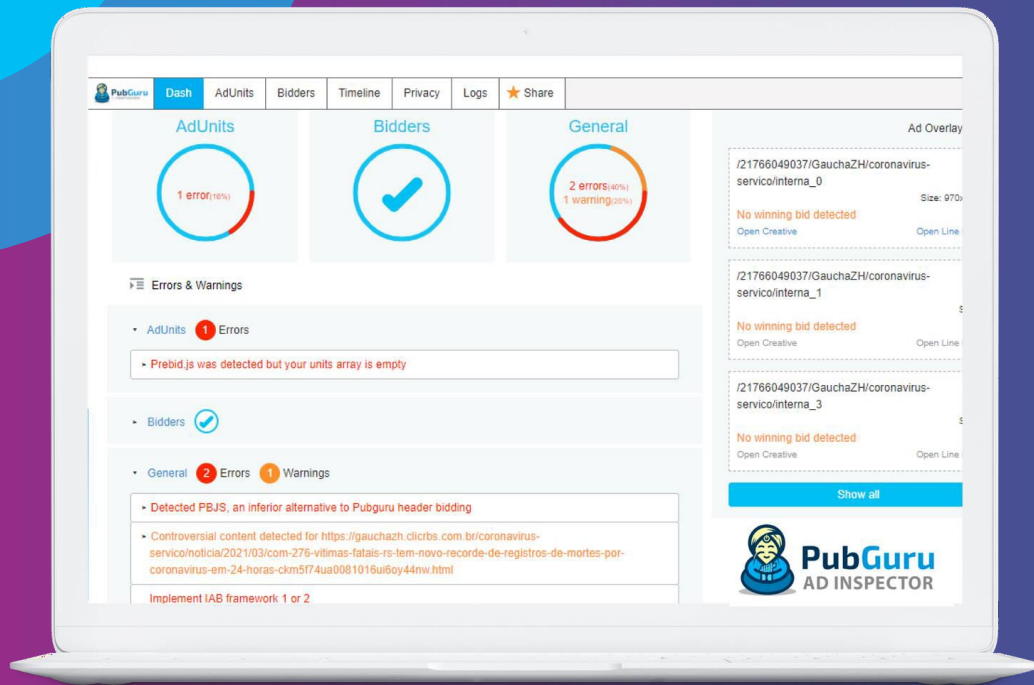 PubGuru
Dash
AdUnits
Bidders
Timeline
Privacy
Logs
Share
AdUnits
1 error(16%)
Bidders
General
2 errors(40%)
1 warning(20%)
Errors & Warnings
AdUnits 1 Errors
Prebid.js was detected but your units array is empty
Bidders
General 2 Errors 1 Warnings
Detected PBJS, an inferior alternative to Pubguru header bidding
Controversial content detected for https://gauchazh.clicrbs.com.br/coronavirus-
servico/noticia/2021/03/com-276-vitimas-fatais-rs-tem-novo-recorde-de-registros-de-mortes-por-
coronavirus-em-24-horas-ckm5f74ua0081016ui6oy44nw.html
Implement IAB framework 1 or 2
Ad Overlay
/21766049037/GauchaZH/coronavirus-
servico/interna_0
Size: 970x
No winning bid detected
Open Creative
Open Line
/21766049037/GauchaZH/coronavirus-
servico/interna_1
S
No winning bid detected
Open Creative
Open Line
/21766049037/GauchaZH/coronavirus-
servico/interna_3
S
No winning bid detected
Open Creative
Open Line
Show all
PubGuru
AD INSPECTOR